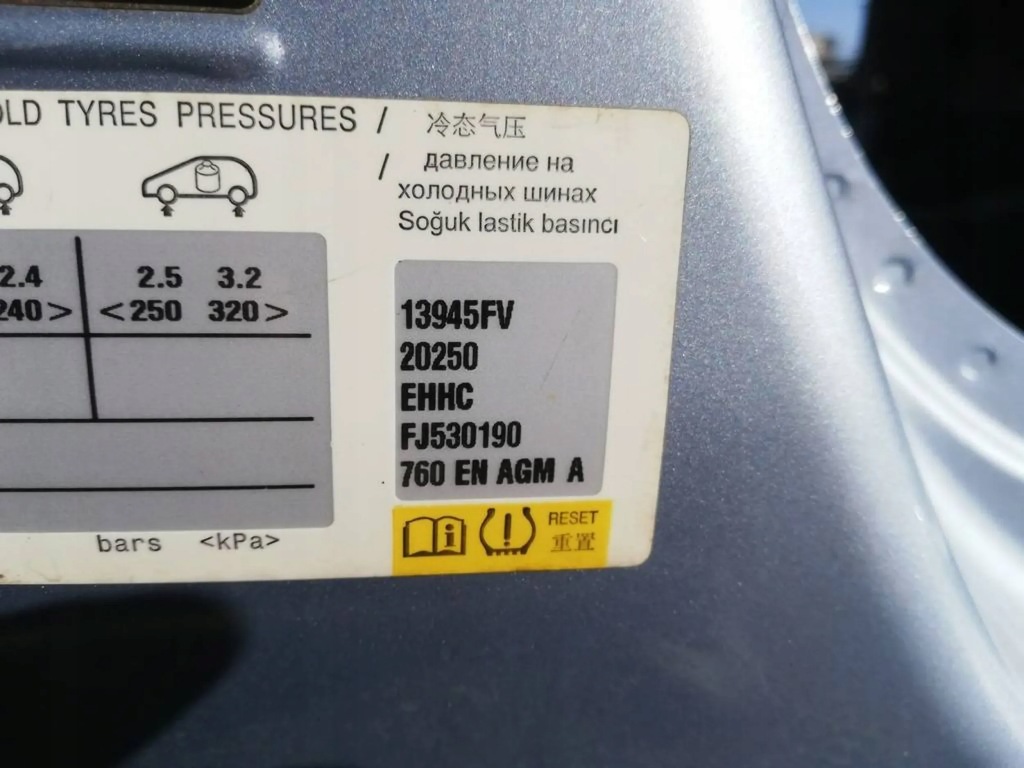 OLD TYRES PRESSURES / 冷态气压
/ давление на
холодных шинах
Soğuk lastik basıncı
2.4 2.5 3.2
240> <250 320>
bars <kPa>
13945FV
20250
EHHC
FJ530190
760 EN AGM A
RESET
重置